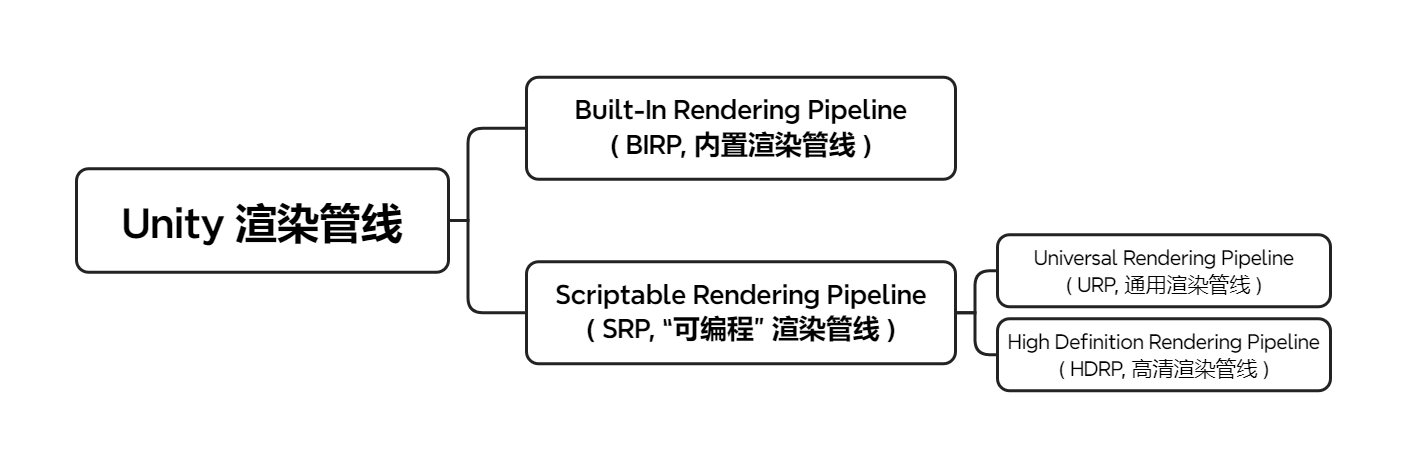 Unity 渲染管线
Built-In Rendering Pipeline
( BIRP, 内置渲染管线 )
Scriptable Rendering Pipeline
( SRP, “可编程” 渲染管线 )
Universal Rendering Pipeline
( URP, 通用渲染管线 )
High Definition Rendering Pipeline
( HDRP, 高清渲染管线 )